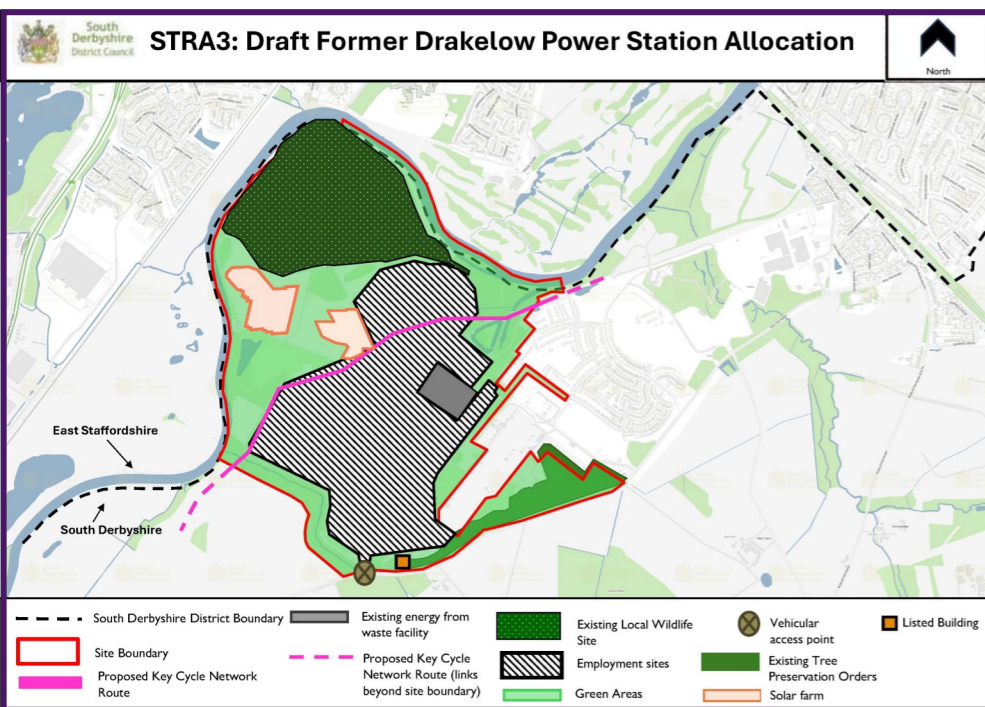 South
Derbyshire
District Council
STRA3: Draft Former Drakelow Power Station Allocation
North
East Staffordshire
South Derbyshire
South Derbyshire District Boundary
Site Boundary
Proposed Key Cycle Network
Route
Existing energy from
waste facility
Proposed Key Cycle
Network Route (links
beyond site boundary)
Existing Local Wildlife
Site
Employment sites
Green Areas
Vehicular
access point
Existing Tree
Preservation Orders
Solar farm
Listed Building